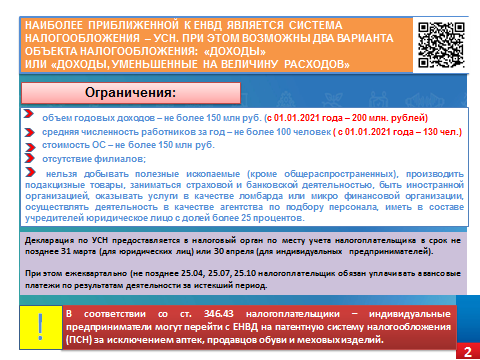 НАИБОЛЕЕ ПРИБЛИЖЕННОЙ К ЕНВД ЯВЛЯЕТСЯ СИСТЕМА
НАЛОГООБЛОЖЕНИЯ – УСН. ПРИ ЭТОМ ВОЗМОЖНЫ ДВА ВАРИАНТА
ОБЪЕКТА НАЛОГООБЛОЖЕНИЯ: «ДОХОДЫ»
ИЛИ «ДОХОДЫ, УМЕНЬШЕННЫЕ НА ВЕЛИЧИНУ РАСХОДОВ»
Ограничения:
объем годовых доходов – не более 150 млн руб. (с 01.01.2021 года – 200 млн. рублей)
средняя численность работников за год – не более 100 человек ( с 01.01.2021 года – 130 чел.)
стоимость ОС – не более 150 млн руб.
отсутствие филиалов;
нельзя добывать полезные ископаемые (кроме общераспространенных), производить
подакцизные товары, заниматься страховой и банковской деятельностью, быть иностранной
организацией, оказывать услуги в качестве ломбарда или микро финансовой организации,
осуществлять деятельность в качестве агентства по подбору персонала, иметь в составе
учредителей юридическое лицо с долей более 25 процентов.
Декларация по УСН предоставляется в налоговый орган по месту учета налогоплательщика в срок не
позднее 31 марта (для юридических лиц) или 30 апреля (для индивидуальных предпринимателей).
При этом ежеквартально (не позднее 25.04, 25.07, 25.10 налогоплательщик обязан уплачивать авансовые
платежи по результатам деятельности за истекший период.
! В соответствии со ст. 346.43 налогоплательщики – индивидуальные
предприниматели могут перейти с ЕНВД на патентную систему налогообложения
(ПСН) за исключением аптек, продавцов обуви и меховых изделий.
2